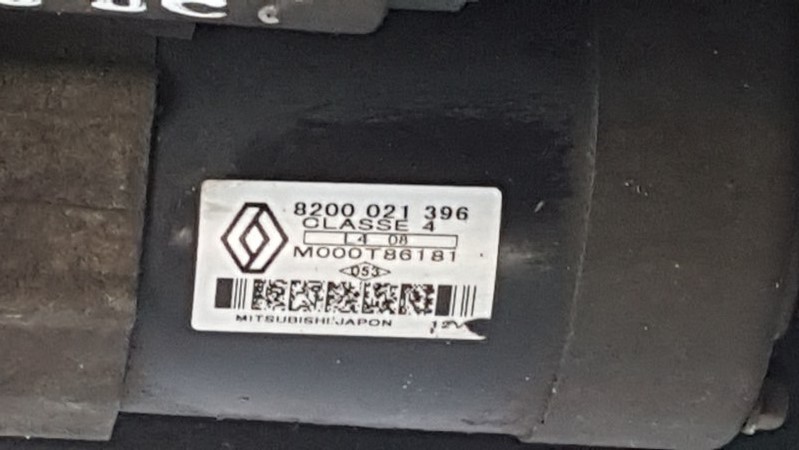 8200 021 396
CLASSE 4
L4 08
M000T86181
053
MITSUBISHI/JAPON 12V